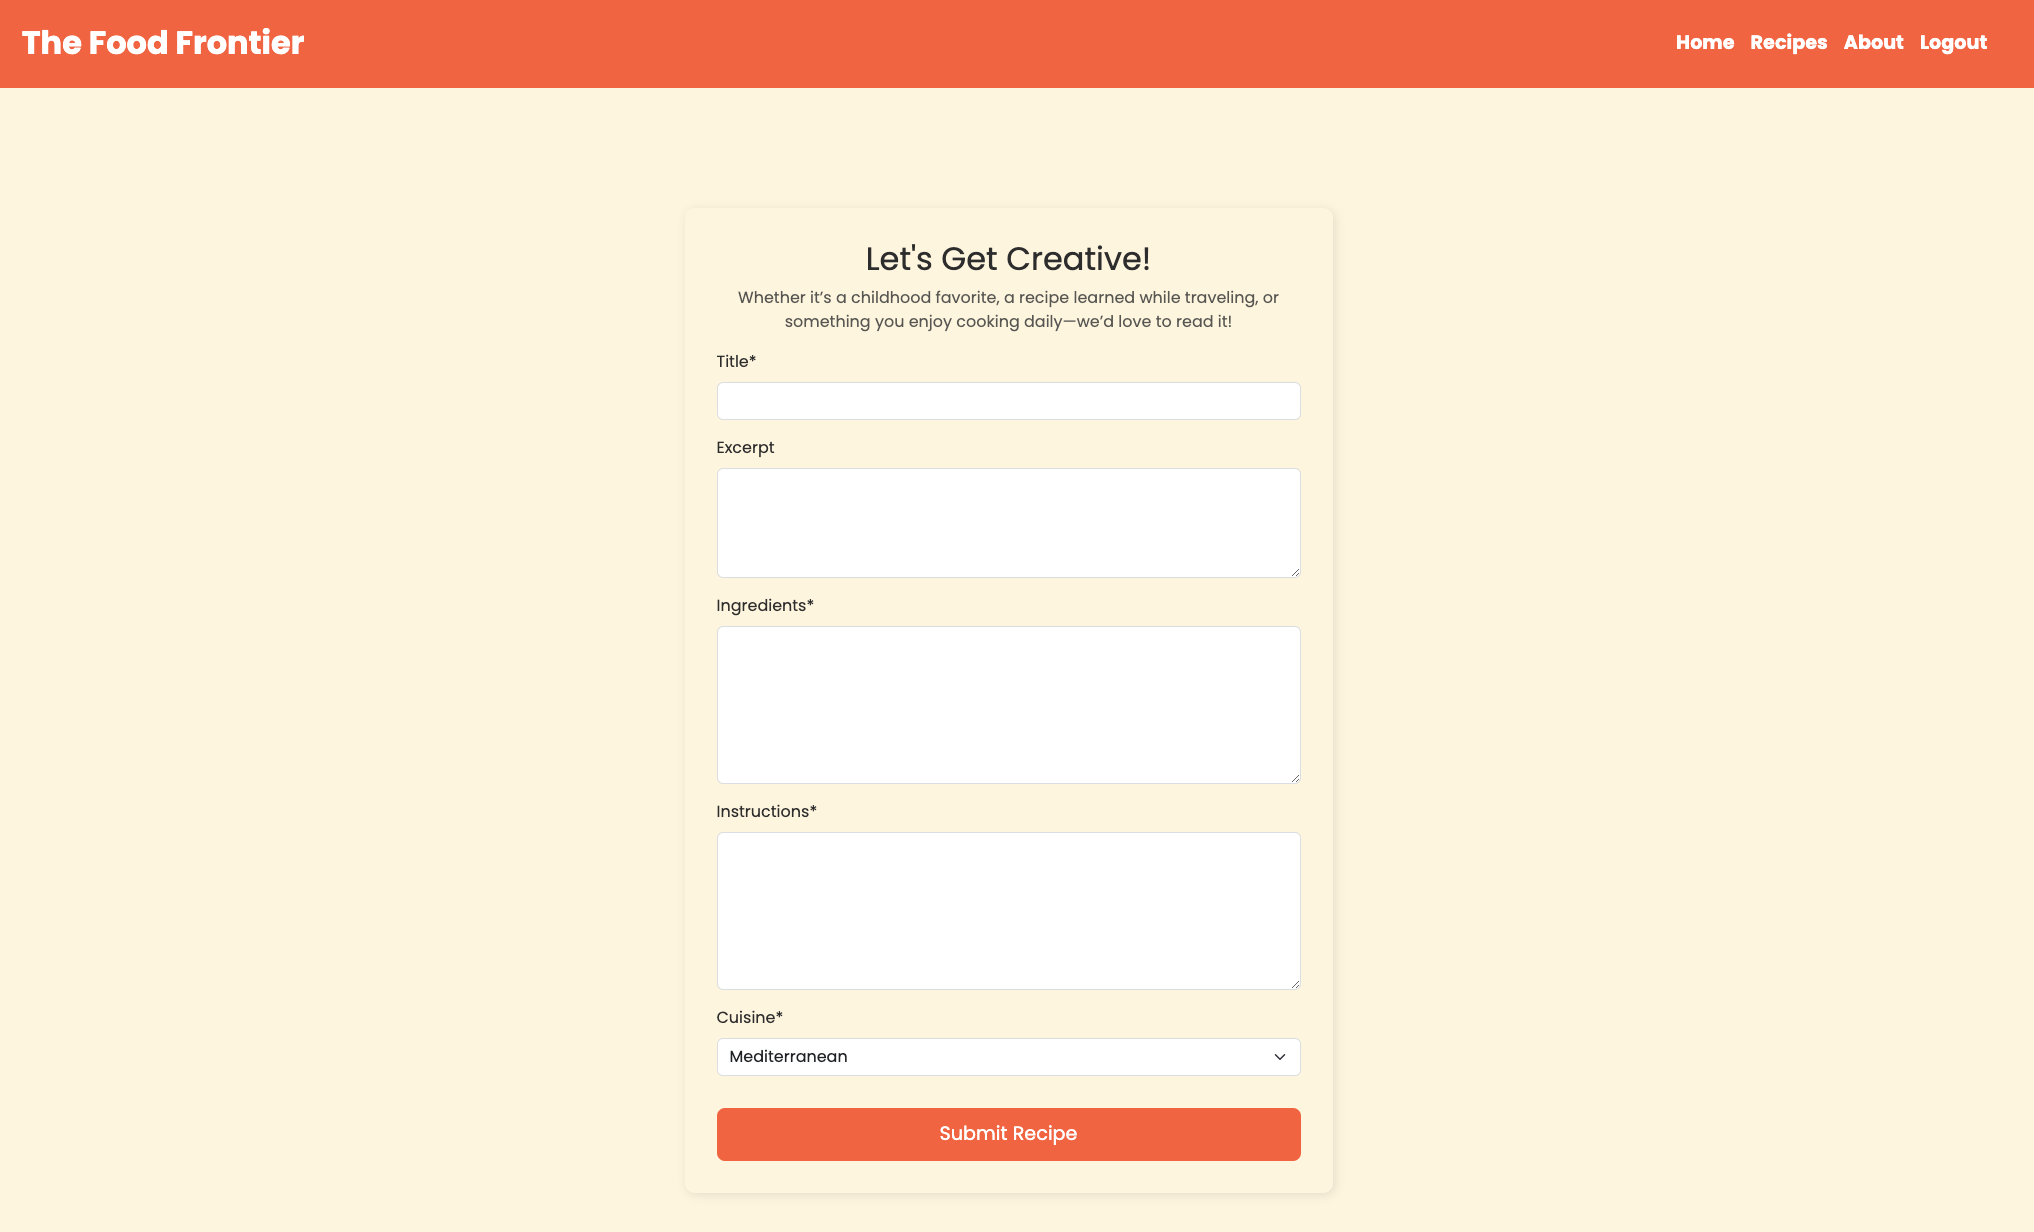 The Food Frontier
Home Recipes About Logout
Let's Get Creative!
Whether it’s a childhood favorite, a recipe learned while traveling, or
something you enjoy cooking daily—we’d love to read it!
Title*
Excerpt
Ingredients*
Instructions*
Cuisine*
Mediterranean
Submit Recipe